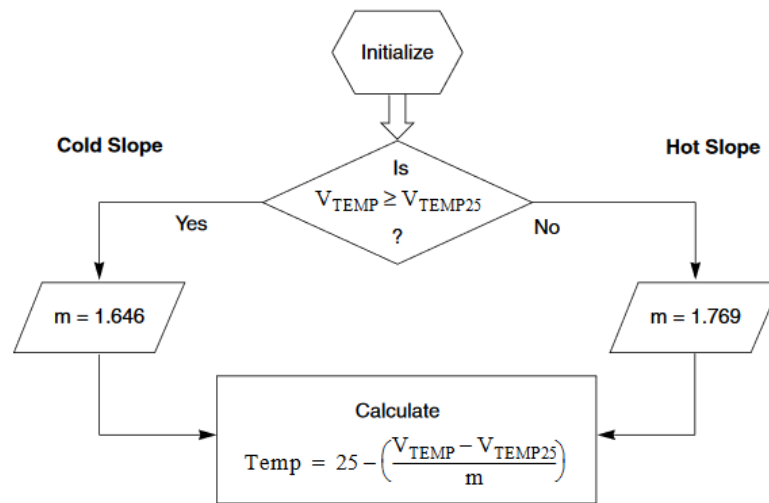 Initialize
Cold Slope
Hot Slope
Is
V_TEMP ≥ V_TEMP25
?
Yes
No
m = 1.646
m = 1.769
Calculate
Temp = 25 – ( (V_TEMP – V_TEMP25) / m )